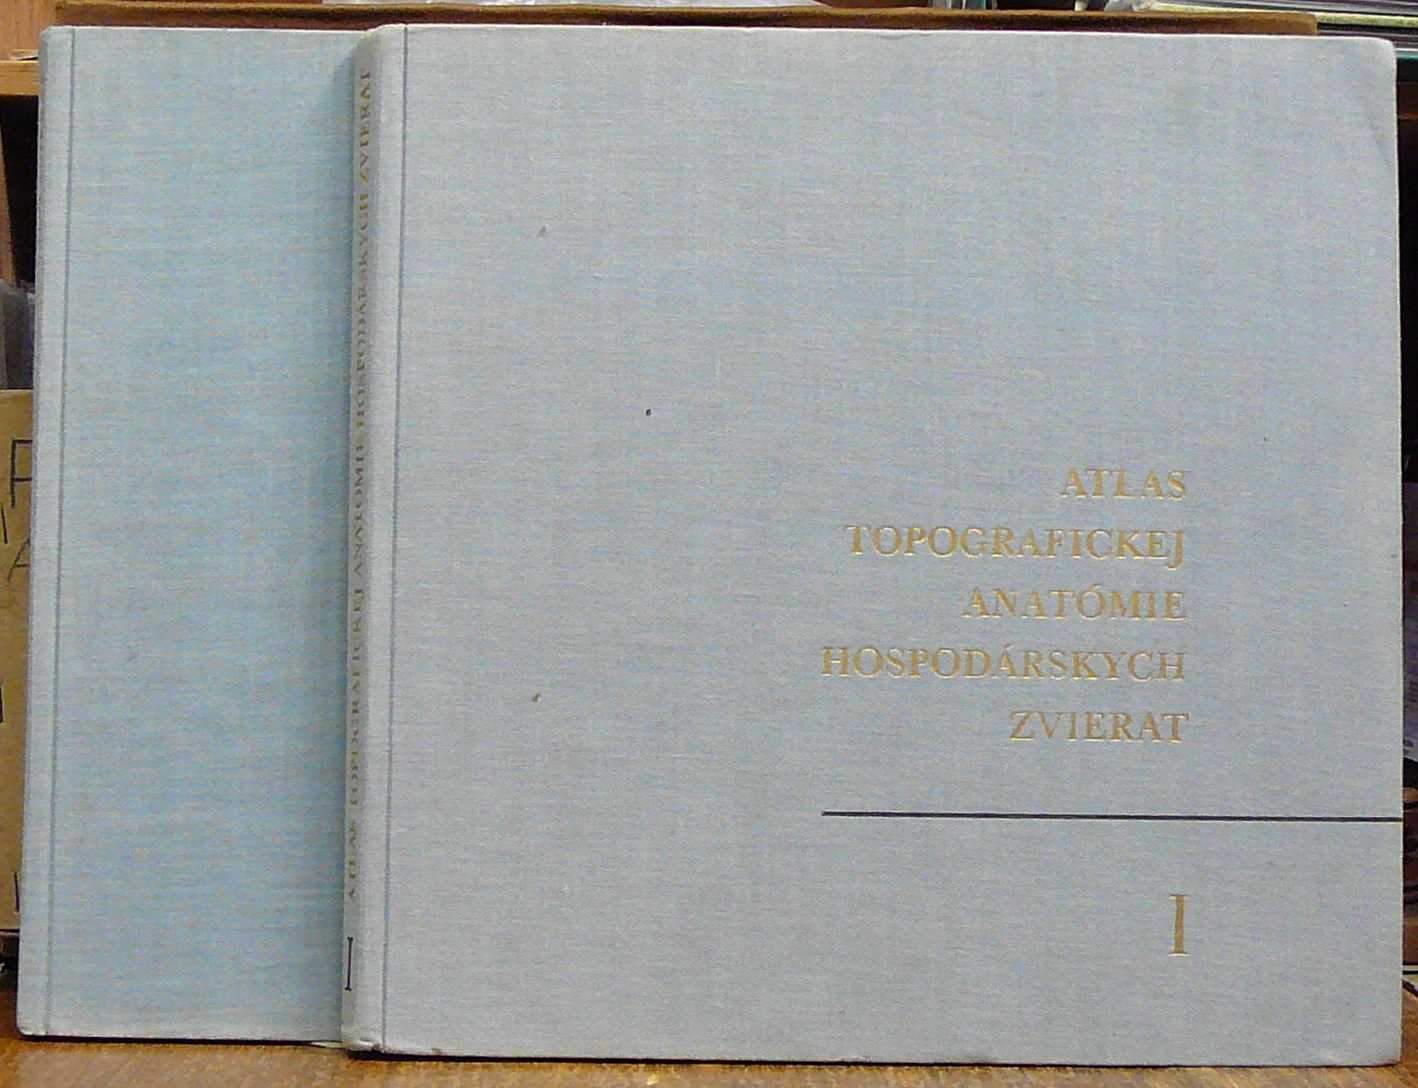 ATLAS
TOPOGRAFICKEJ
ANATÓMIE
HOSPODÁRSKYCH
ZVIERAT
I
ATLAS TOPOGRAFICKEJ ANATÓMIE HOSPODÁRSKYCH ZVIERAT
I